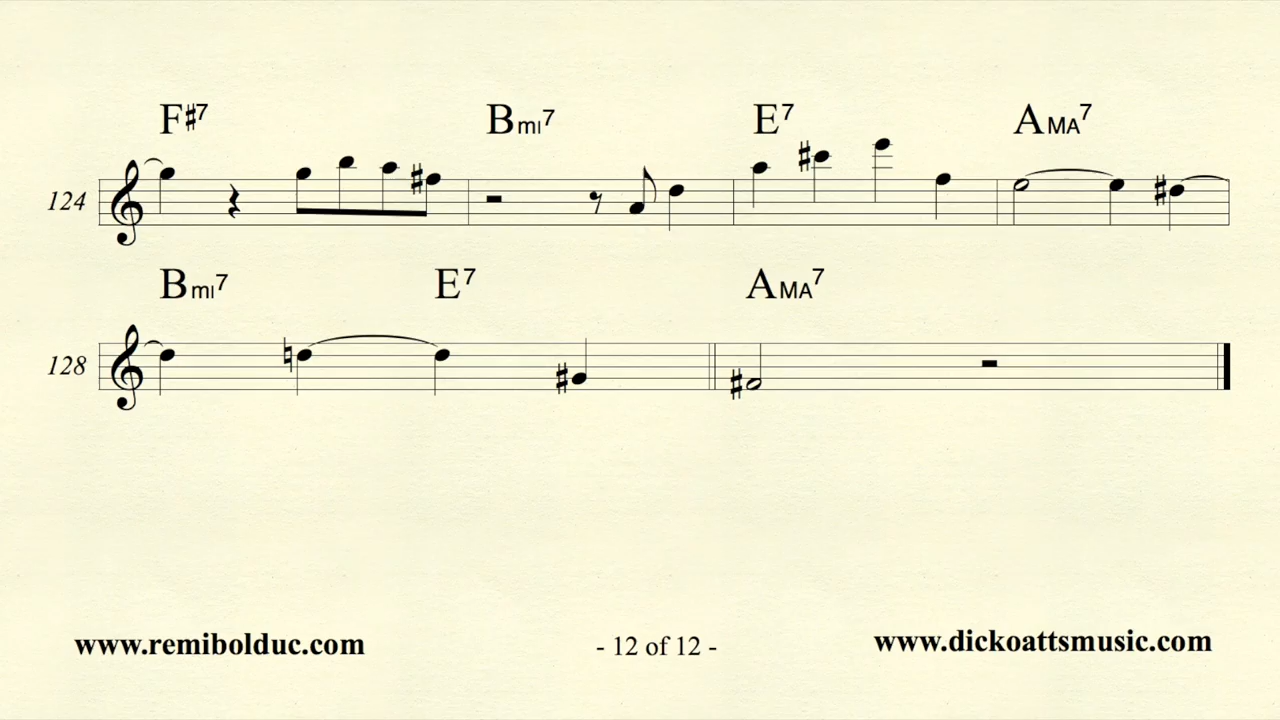 F♯7 Bmi7 E7 AMA7
124
Bmi7 E7 AMA7
128
www.remibolduc.com - 12 of 12 - www.dickoattsmusic.com